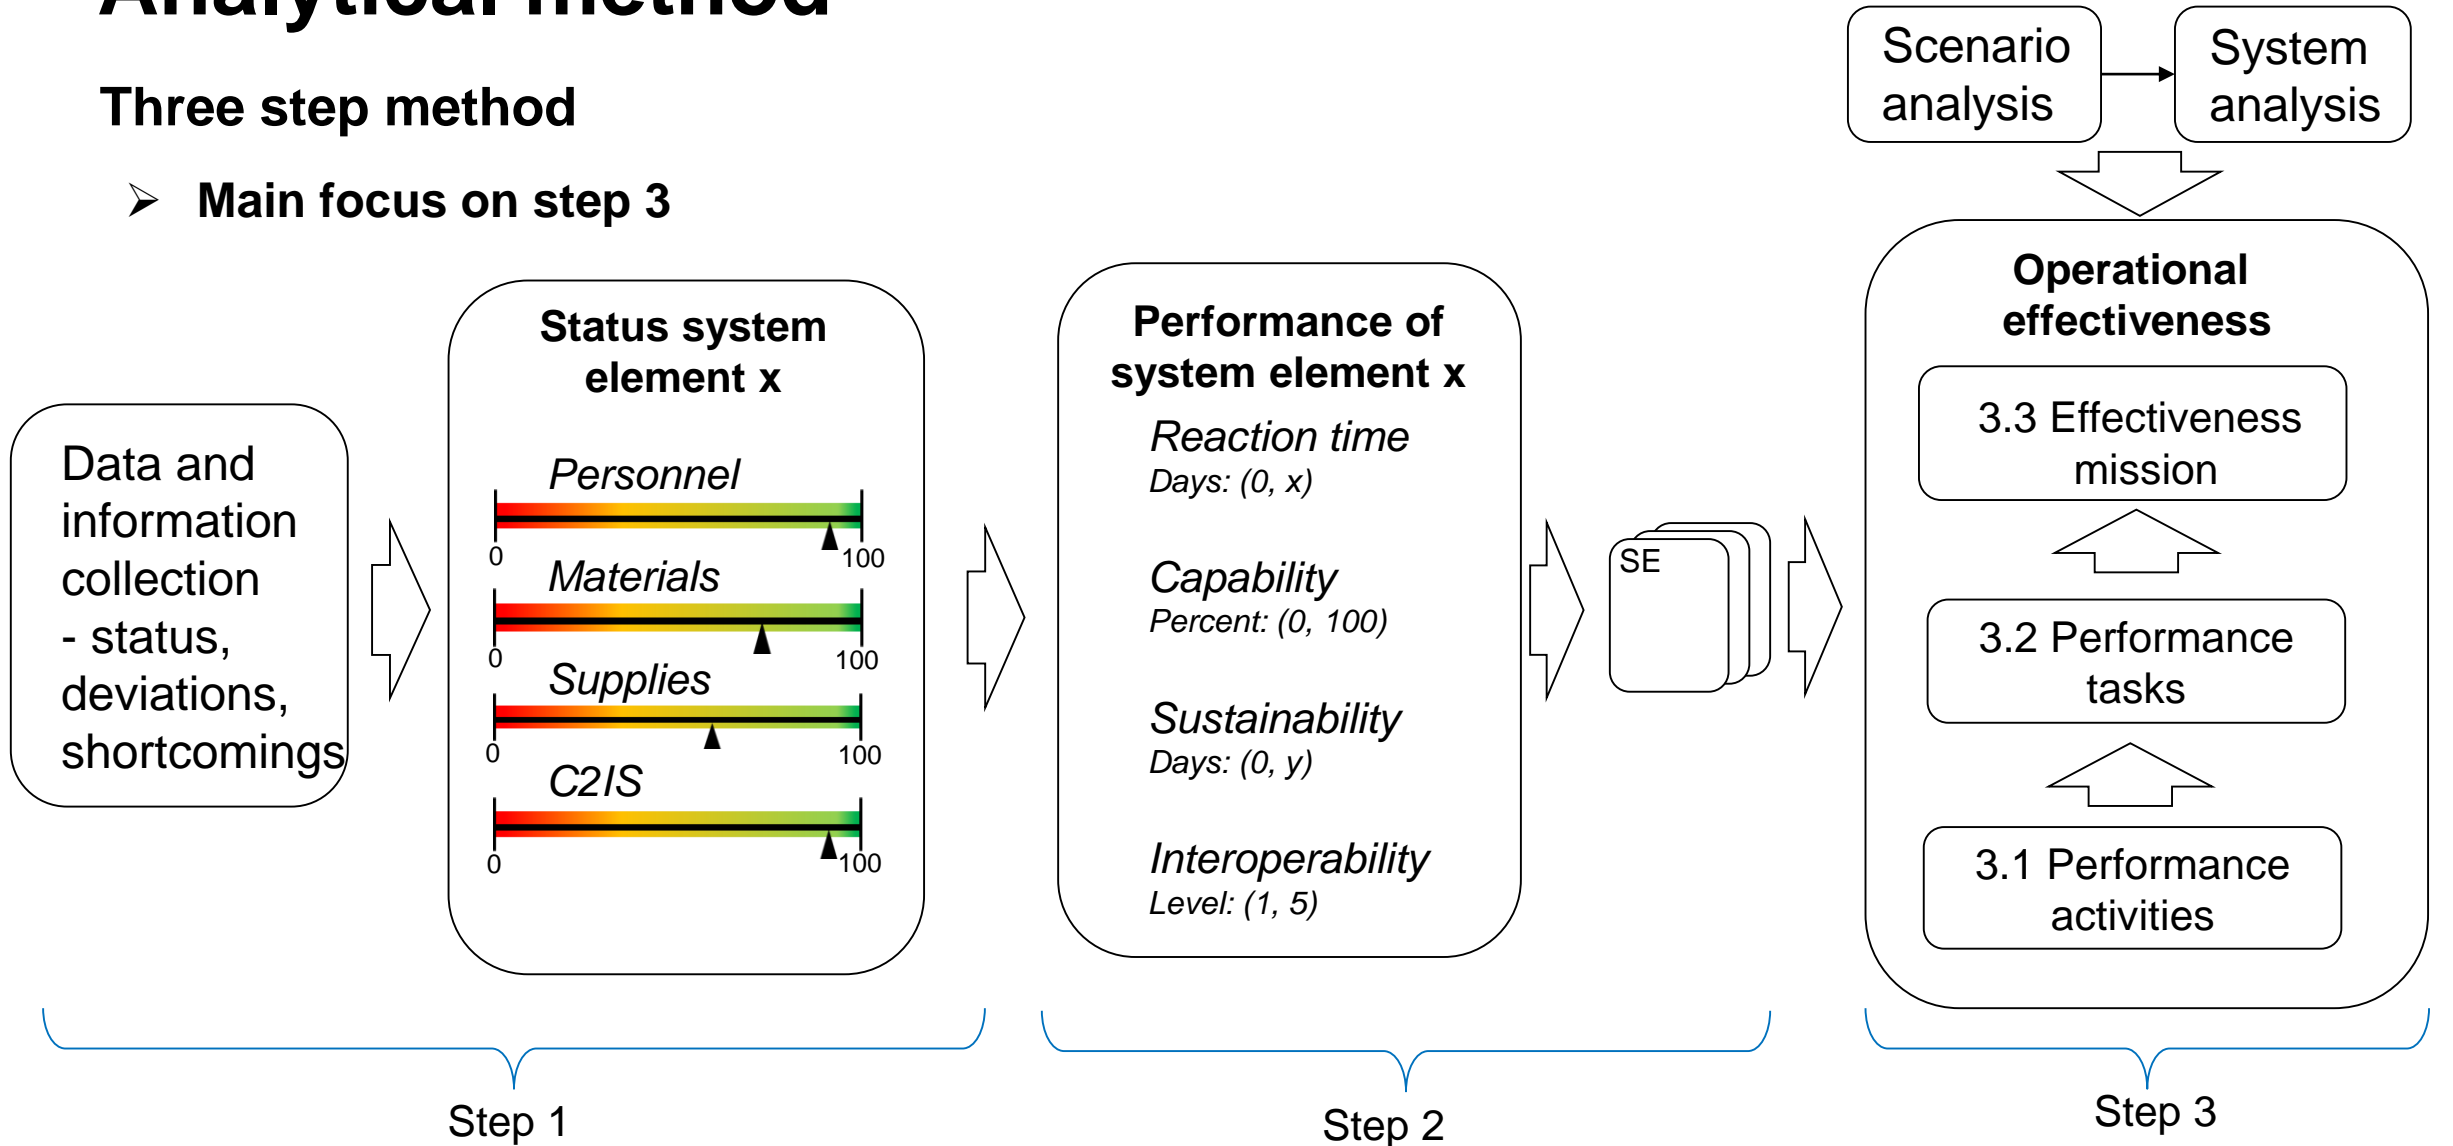 Analytical method
Three step method
➢ Main focus on step 3
Scenario
analysis
System
analysis
Data and
information
collection
- status,
deviations,
shortcomings
Status system
element x
Personnel
0
100
Materials
0
100
Supplies
0
100
C2IS
0
100
Performance of
system element x
Reaction time
Days: (0, x)
Capability
Percent: (0, 100)
Sustainability
Days: (0, y)
Interoperability
Level: (1, 5)
SE
Operational
effectiveness
3.3 Effectiveness
mission
3.2 Performance
tasks
3.1 Performance
activities
Step 1
Step 2
Step 3